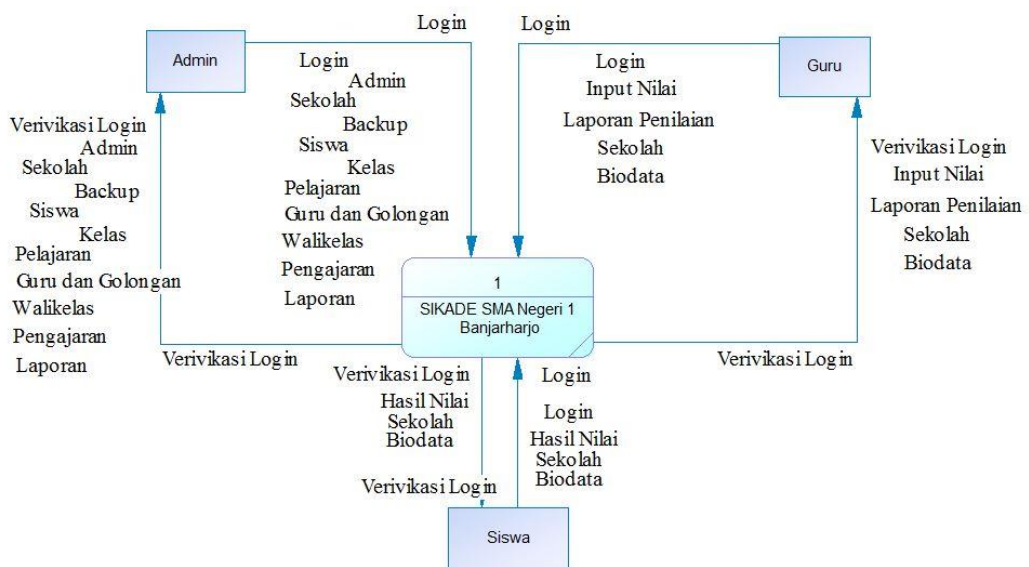 Login
Login
Admin
Guru
Login
Admin
Sekolah
Backup
Siswa
Kelas
Pelajaran
Guru dan Golongan
Walikelas
Pengajaran
Laporan
Login
Input Nilai
Laporan Penilaian
Sekolah
Biodata
Verivikasi Login
Admin
Sekolah
Backup
Siswa
Kelas
Pelajaran
Guru dan Golongan
Walikelas
Pengajaran
Laporan
Verivikasi Login
Input Nilai
Laporan Penilaian
Sekolah
Biodata
1
SIKADE SMA Negeri 1
Banjarharjo
Verivikasi Login
Verivikasi Login
Verivikasi Login
Hasil Nilai
Sekolah
Biodata
Login
Login
Hasil Nilai
Sekolah
Biodata
Verivikasi Login
Siswa